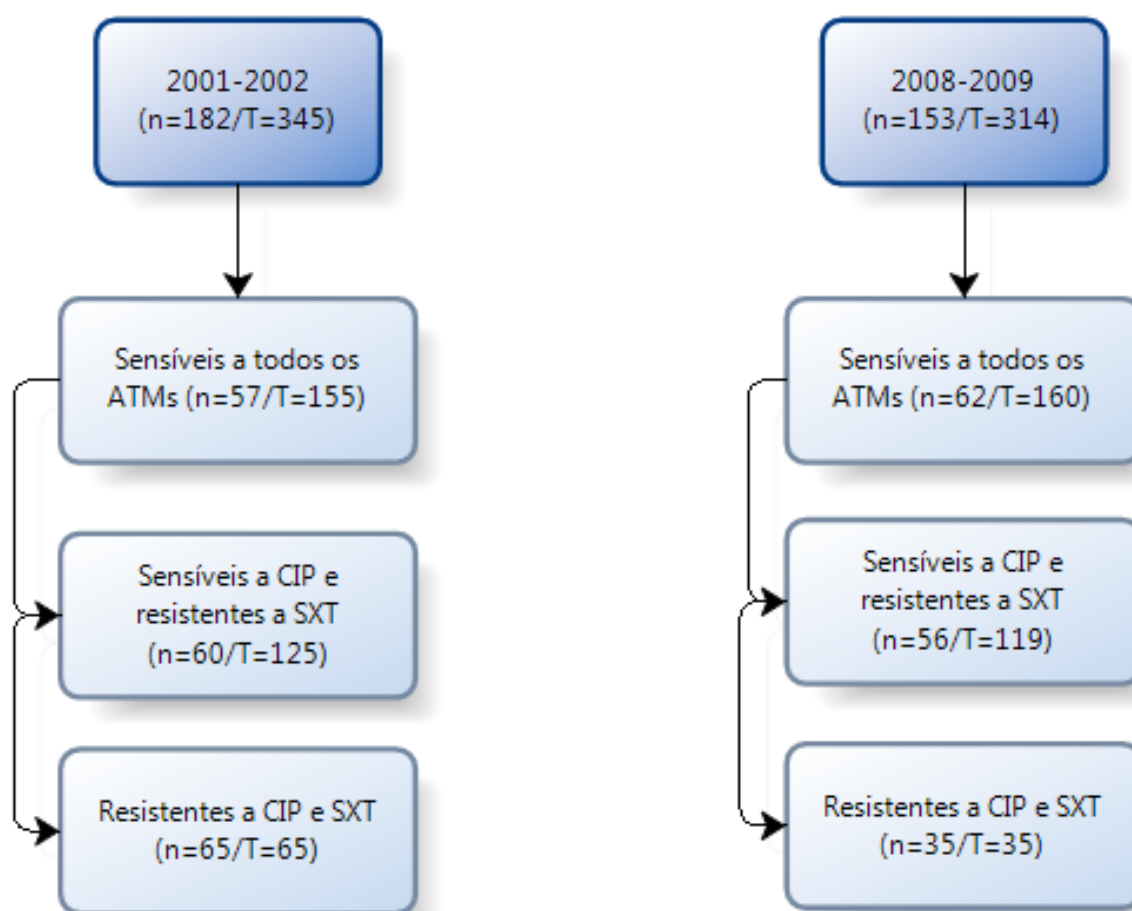 2001-2002
(n=182/T=345)
Sensíveis a todos os
ATMs (n=57/T=155)
Sensíveis a CIP e
resistentes a SXT
(n=60/T=125)
Resistentes a CIP e SXT
(n=65/T=65)
2008-2009
(n=153/T=314)
Sensíveis a todos os
ATMs (n=62/T=160)
Sensíveis a CIP e
resistentes a SXT
(n=56/T=119)
Resistentes a CIP e SXT
(n=35/T=35)